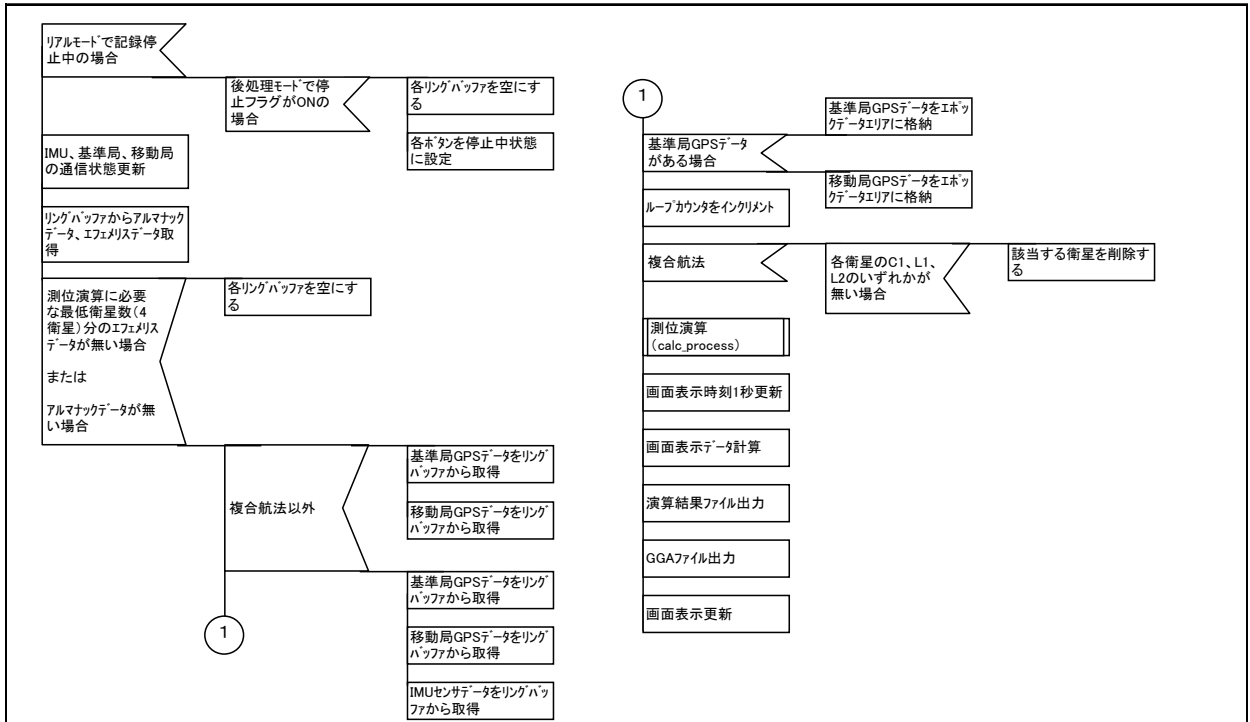 ﾘｱﾙﾓｰﾄﾞで記録停
止中の場合
後処理ﾓｰﾄﾞで停
止フラグがONの
場合
各ﾘﾝｸﾞﾊﾞｯﾌｧを空にす
る
各ﾎﾞﾀﾝを停止中状態
に設定
IMU、基準局、移動局
の通信状態更新
ﾘﾝｸﾞﾊﾞｯﾌｧからｱﾙﾏﾅｯｸ
ﾃﾞｰﾀ、ｴﾌｪﾒﾘｽﾃﾞｰﾀ取
得
測位演算に必要
な最低衛星数（4
衛星）分のｴﾌｪﾒﾘｽ
ﾃﾞｰﾀが無い場合
または
ｱﾙﾏﾅｯｸﾃﾞｰﾀが無
い場合
各ﾘﾝｸﾞﾊﾞｯﾌｧを空にす
る
複合航法以外
基準局GPSﾃﾞｰﾀをﾘﾝｸﾞ
ﾊﾞｯﾌｧから取得
移動局GPSﾃﾞｰﾀをﾘﾝｸﾞ
ﾊﾞｯﾌｧから取得
基準局GPSﾃﾞｰﾀをﾘﾝｸﾞ
ﾊﾞｯﾌｧから取得
移動局GPSﾃﾞｰﾀをﾘﾝｸﾞ
ﾊﾞｯﾌｧから取得
IMUｾﾝｻﾃﾞｰﾀをﾘﾝｸﾞﾊﾞｯ
ﾌｧから取得
1
1
基準局GPSﾃﾞｰﾀ
がある場合
基準局GPSﾃﾞｰﾀをｴﾎﾟｯ
ｸﾃﾞｰﾀｴﾘｱに格納
移動局GPSﾃﾞｰﾀをｴﾎﾟｯ
ｸﾃﾞｰﾀｴﾘｱに格納
ﾙｰﾌﾟｶｳﾝﾀをｲﾝｸﾘﾒﾝﾄ
複合航法
各衛星のC1、L1、
L2のいずれかが
無い場合
該当する衛星を削除す
る
測位演算
（calc_process）
画面表示時刻1秒更新
画面表示ﾃﾞｰﾀ計算
演算結果ﾌｧｲﾙ出力
GGAﾌｧｲﾙ出力
画面表示更新